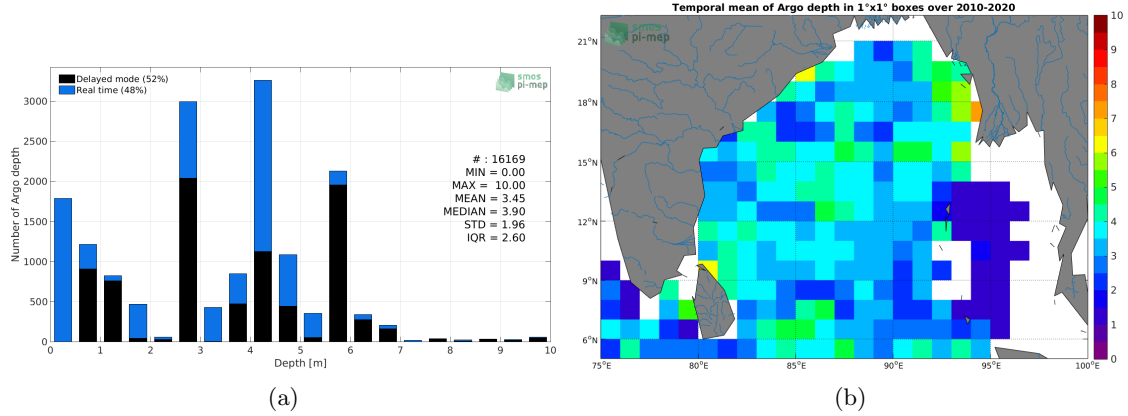 Delayed mode (52%)
Real time (48%)
smos
pi-mep
Number of Argo depth
3000
2500
2000
1500
1000
500
0
# : 16169
MIN = 0.00
MAX = 10.00
MEAN = 3.45
MEDIAN = 3.90
STD = 1.96
IQR = 2.60
0 1 2 3 4 5 6 7 8 9 10
Depth [m]
(a)
Temporal mean of Argo depth in 1°x1° boxes over 2010-2020
smos
pi-mep
21°N
18°N
15°N
12°N
9°N
6°N
75°E 80°E 85°E 90°E 95°E 100°E
10
9
8
7
6
5
4
3
2
1
0
(b)